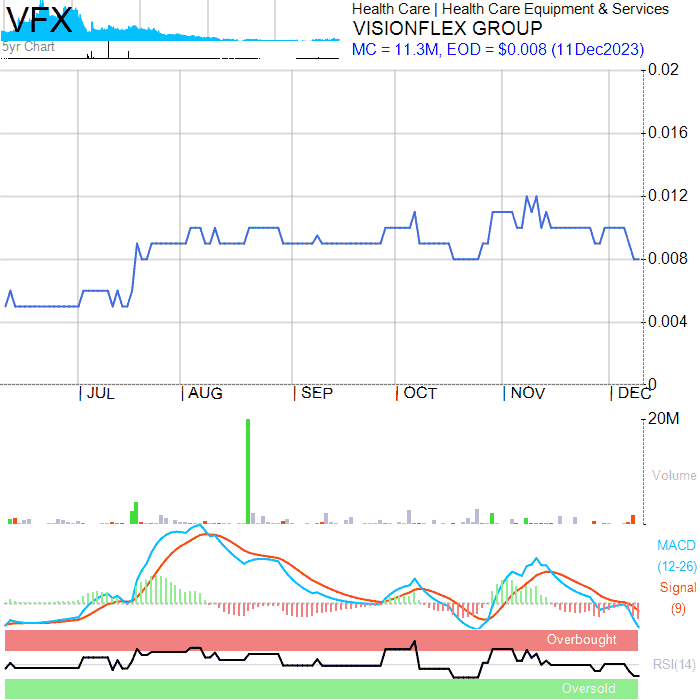 VFX
5yr Chart
Health Care | Health Care Equipment & Services
VISIONFLEX GROUP
MC = 11.3M, EOD = $0.008 (11Dec2023)
0.02
0.016
0.012
0.008
0.004
0
| JUL | AUG | SEP | OCT | NOV | DEC
20M
Volume
MACD
(12-26)
Signal
(9)
Overbought
RSI(14)
Oversold